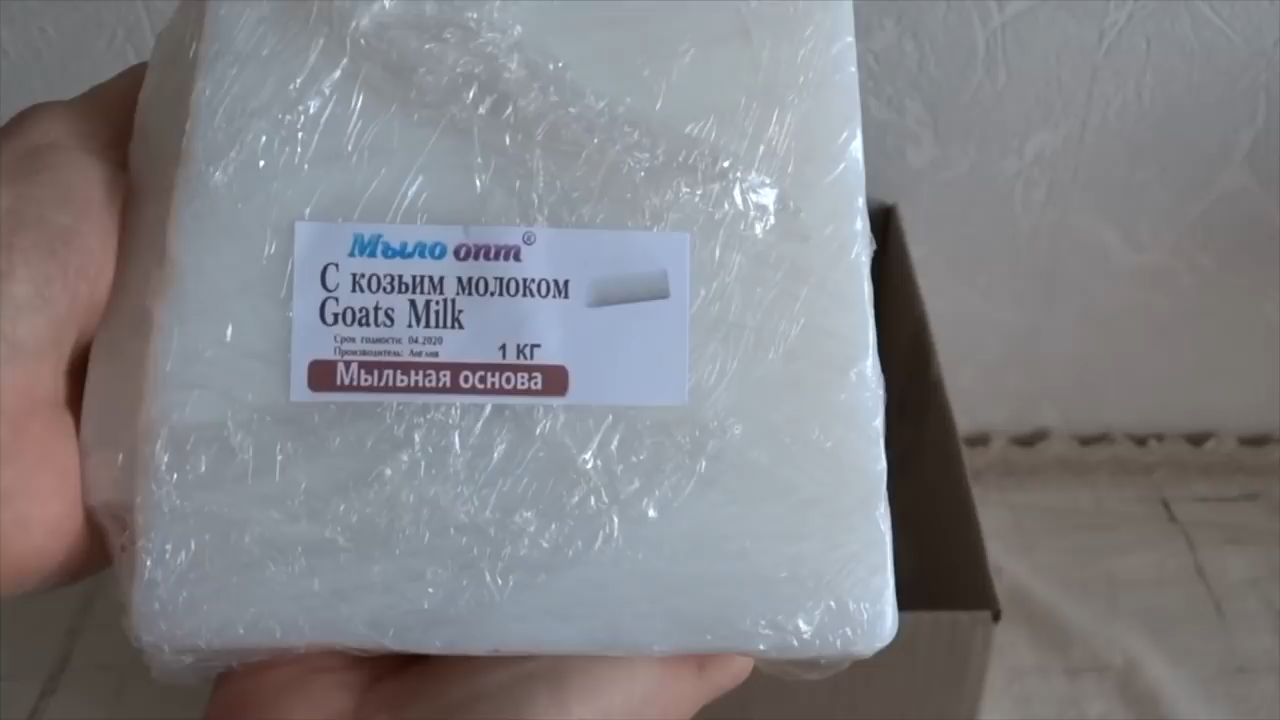 Мыло опт®
С козьим молоком
Goats Milk
Срок годности: 04.2020
Производитель: Англия
1 КГ
Мыльная основа